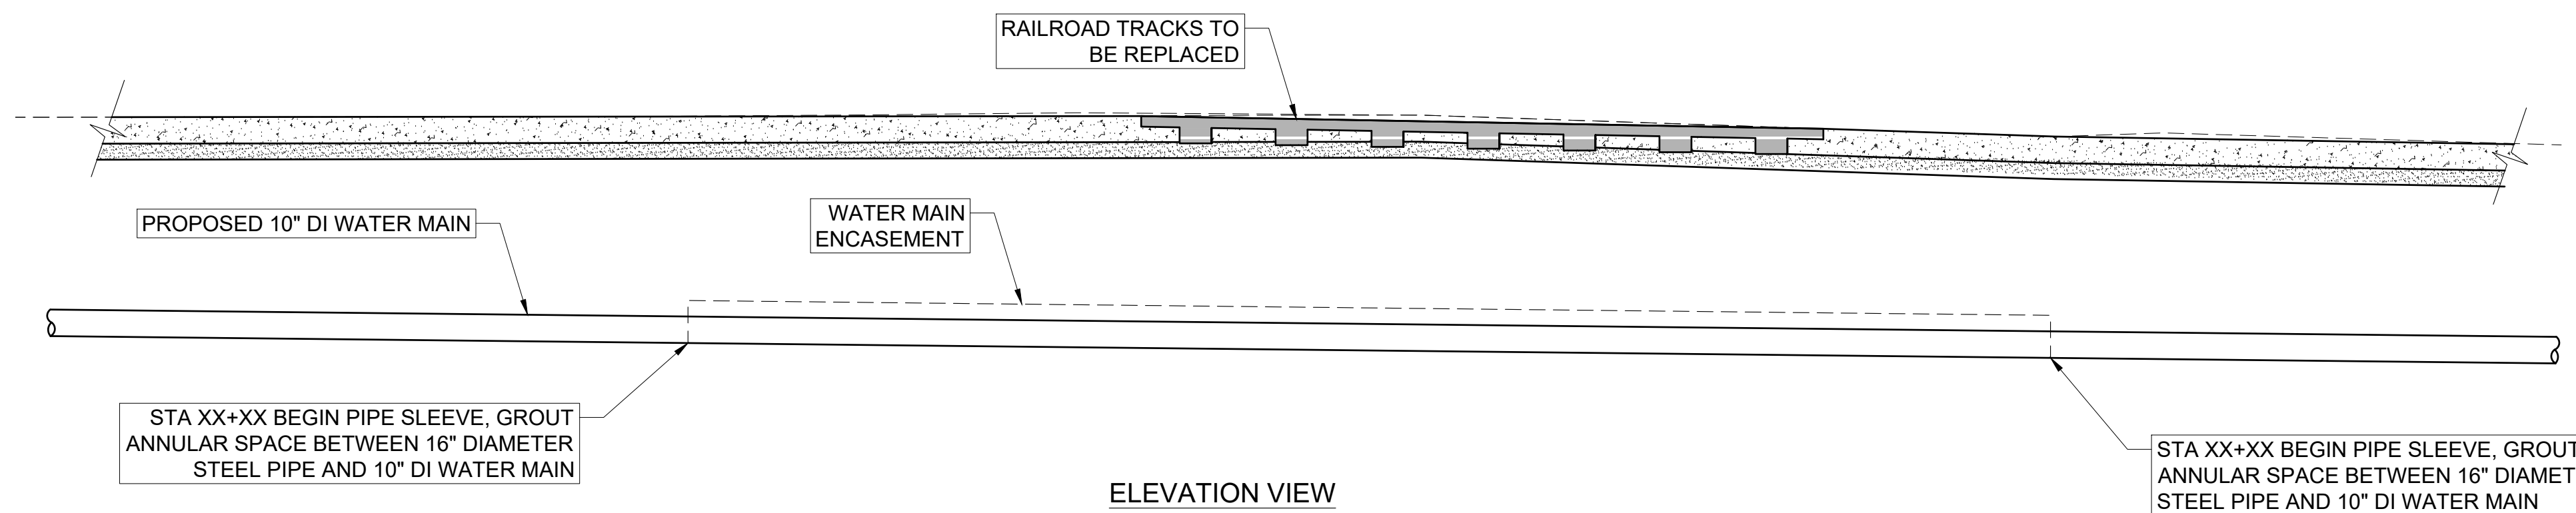 RAILROAD TRACKS TO
BE REPLACED
PROPOSED 10" DI WATER MAIN
WATER MAIN
ENCASEMENT
STA XX+XX BEGIN PIPE SLEEVE, GROUT
ANNULAR SPACE BETWEEN 16" DIAMETER
STEEL PIPE AND 10" DI WATER MAIN
STA XX+XX BEGIN PIPE SLEEVE, GROUT
ANNULAR SPACE BETWEEN 16" DIAMET
STEEL PIPE AND 10" DI WATER MAIN
ELEVATION VIEW